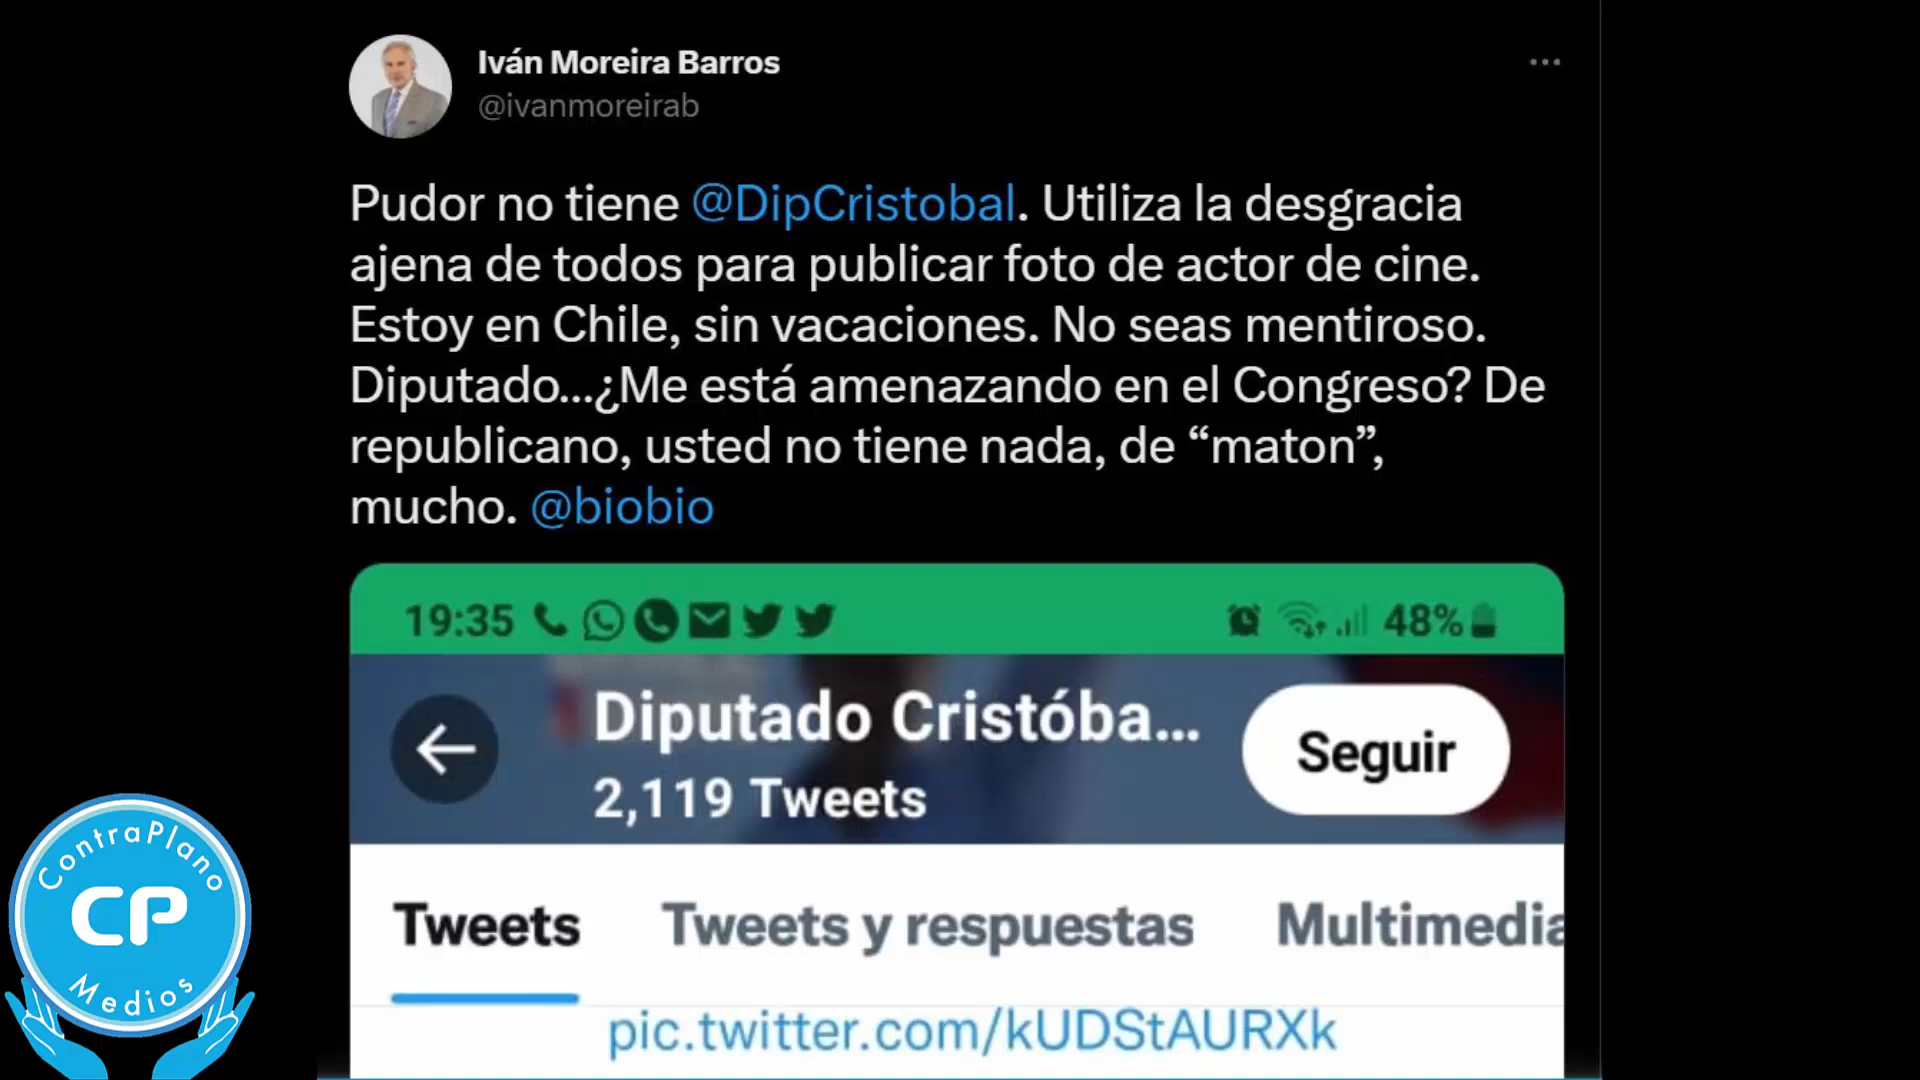 Iván Moreira Barros
@ivanmoreirab
Pudor no tiene @DipCristobal. Utiliza la desgracia
ajena de todos para publicar foto de actor de cine.
Estoy en Chile, sin vacaciones. No seas mentiroso.
Diputado...¿Me está amenazando en el Congreso? De
republicano, usted no tiene nada, de “maton”,
mucho. @biobio
19:35 48%
Diputado Cristóba...
Seguir
2,119 Tweets
Tweets Tweets y respuestas Multimedia
pic.twitter.com/kUDStAURXk
ContraPlano
CP
Medios